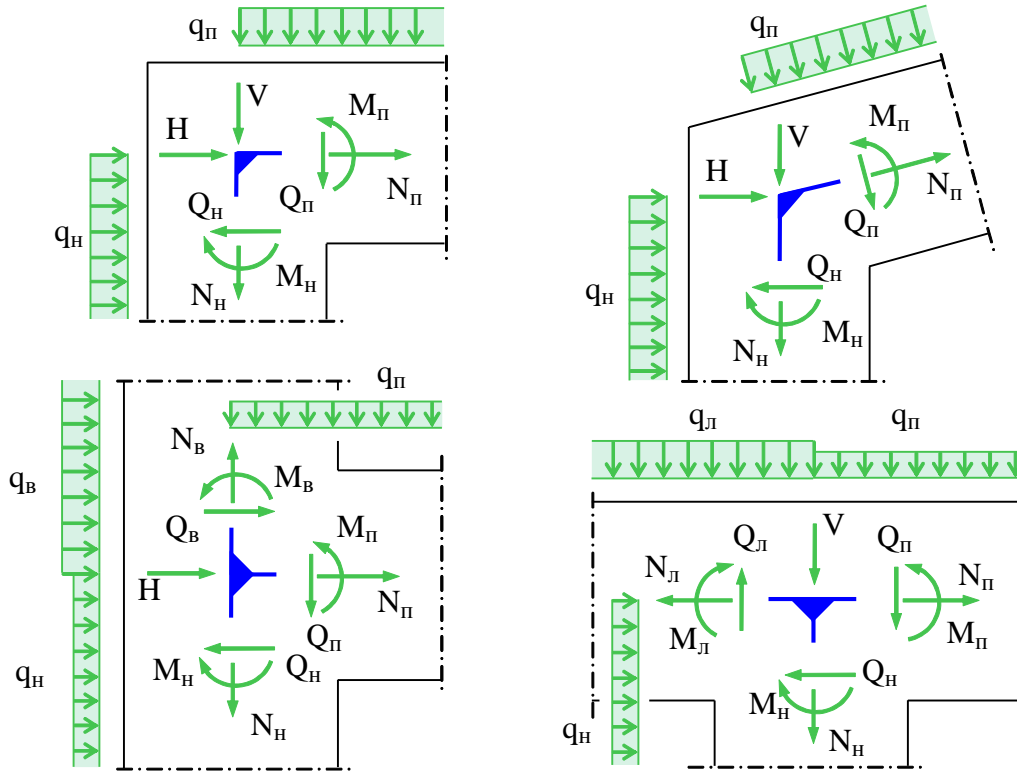 qп
V
Mп
H
Nп
Qн
Qп
qн
Mн
Nн
qп
V
Mп
H
Nп
Qп
Qн
qн
Mн
Nн
qп
Nв
Mв
qв
Qв
Mп
H
Nп
Qп
Mн
Qн
qн
Nн
qл
qп
V
Qл
Qп
Nл
Nп
Mл
Mп
Qн
Mн
qн
Nн